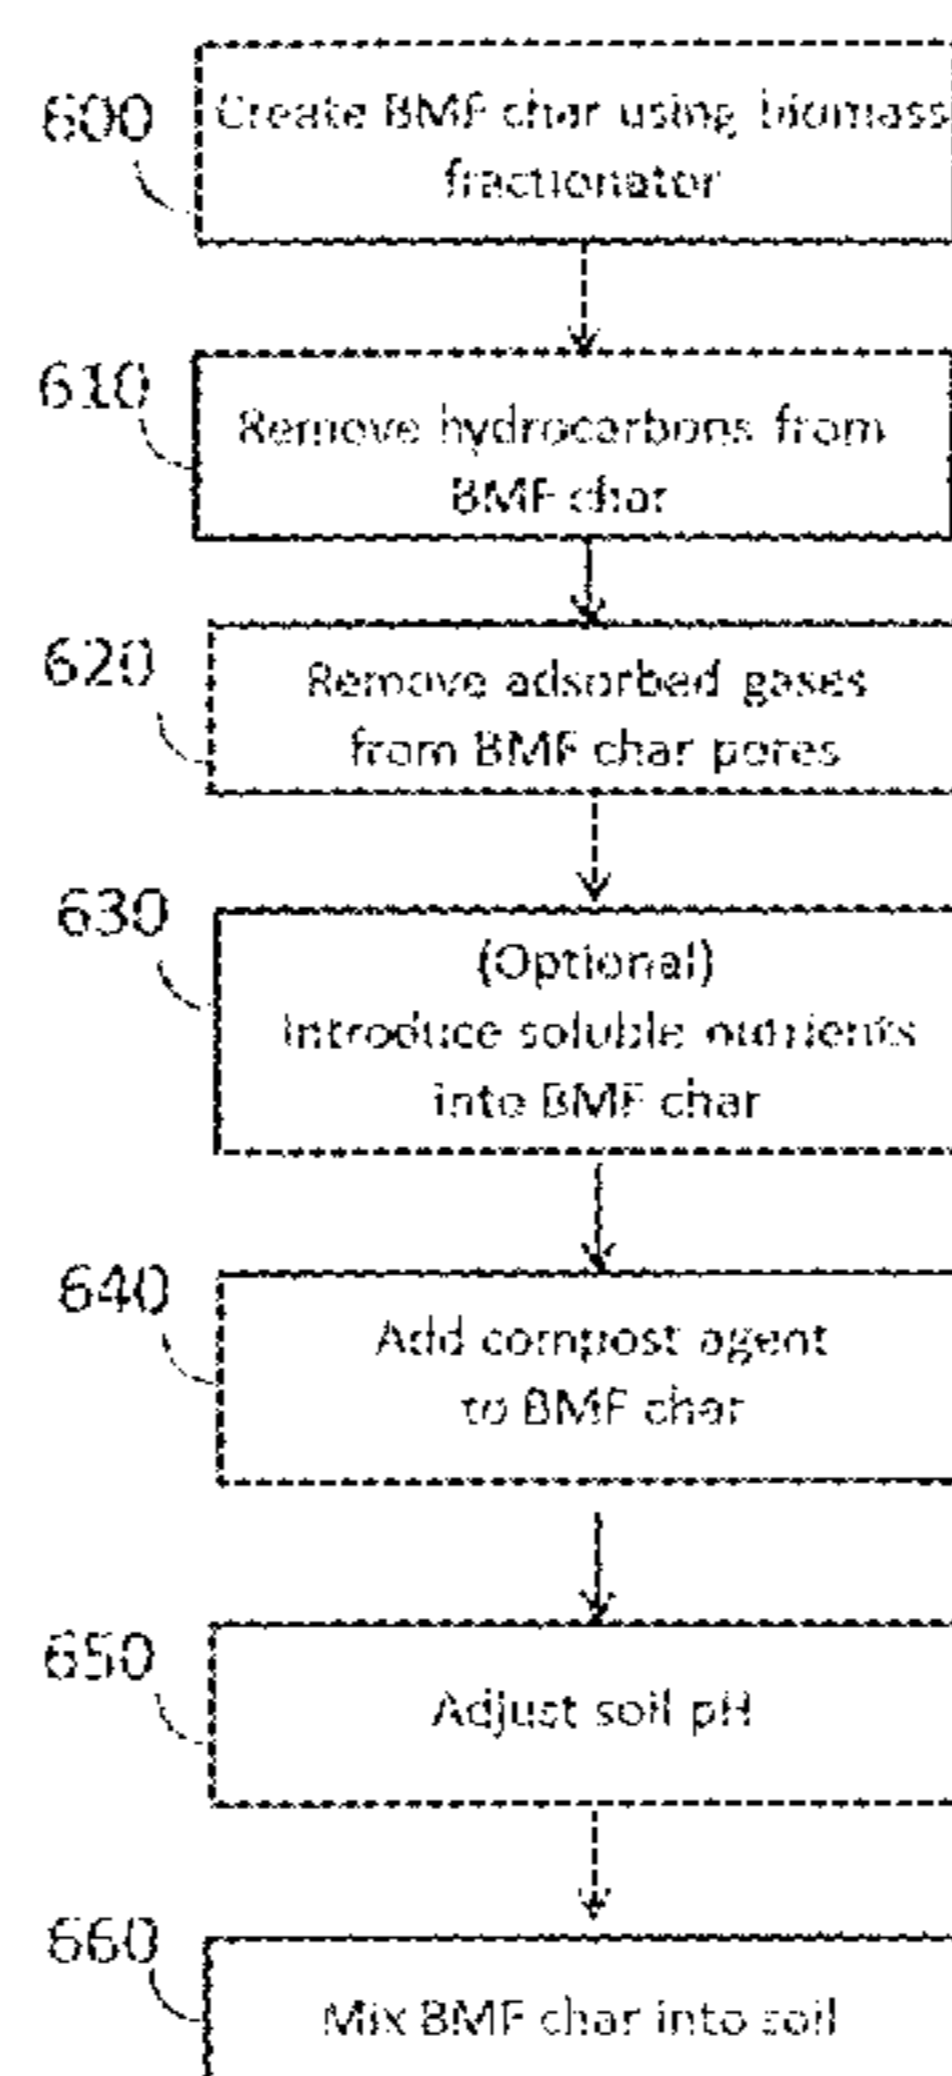 600
Create BMF char using biomass
fractionator
610
Remove hydrocarbons from
BMF char
620
Remove adsorbed gases
from BMF char pores
630
(Optional)
Introduce soluble nutrients
into BMF char
640
Add compost agent
to BMF char
650
Adjust soil pH
660
Mix BMF char into soil